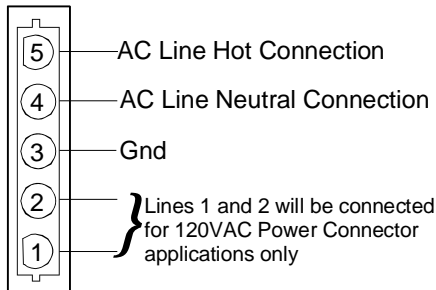 5 AC Line Hot Connection
4 AC Line Neutral Connection
3 Gnd
2
1
Lines 1 and 2 will be connected
for 120VAC Power Connector
applications only